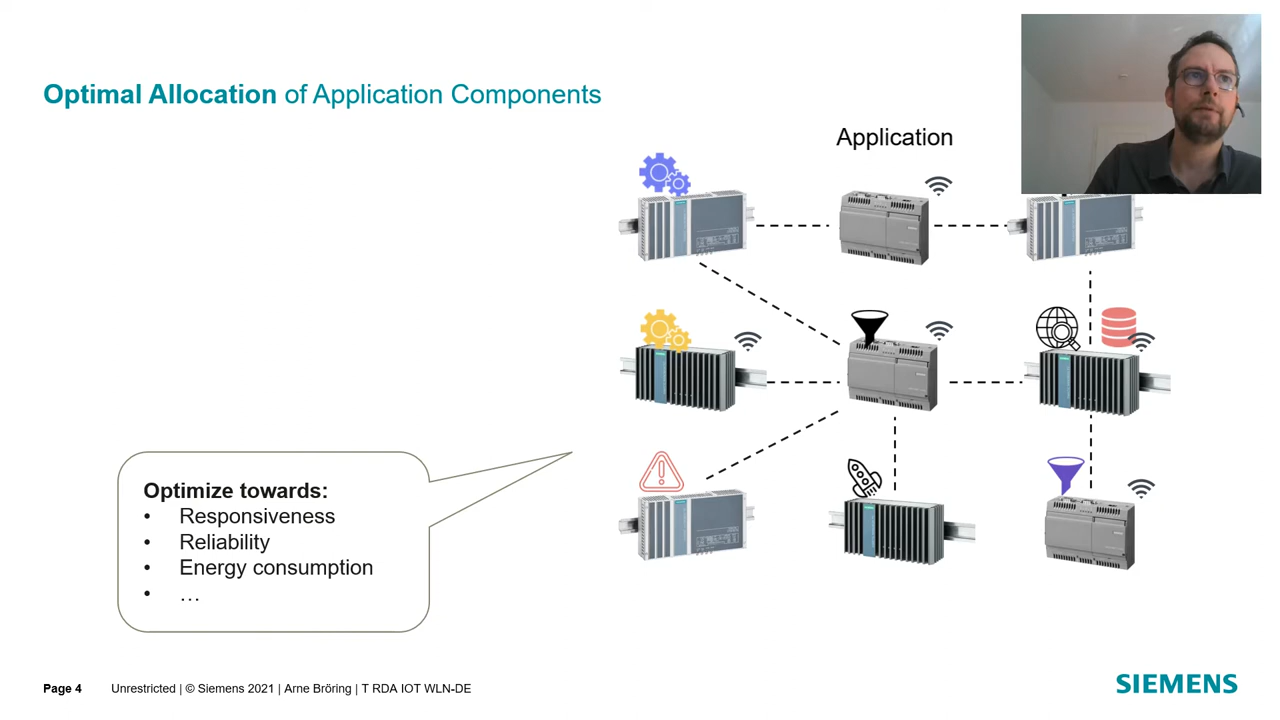 Optimal Allocation of Application Components
Application
Optimize towards:
• Responsiveness
• Reliability
• Energy consumption
• …
Page 4 Unrestricted | © Siemens 2021 | Arne Bröring | T RDA IOT WLN-DE
SIEMENS